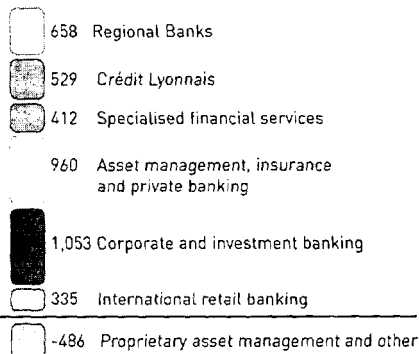 658 Regional Banks
529 Crédit Lyonnais
412 Specialised financial services
960 Asset management, insurance
and private banking
1,053 Corporate and investment banking
335 International retail banking
-486 Proprietary asset management and other